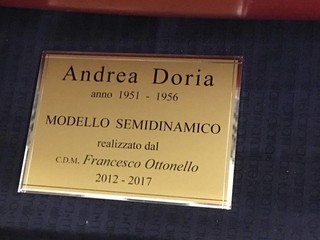 Andrea Doria
anno 1951 - 1956
MODELLO SEMIDINAMICO
realizzato dal
C.D.M. Francesco Ottonello
2012 - 2017